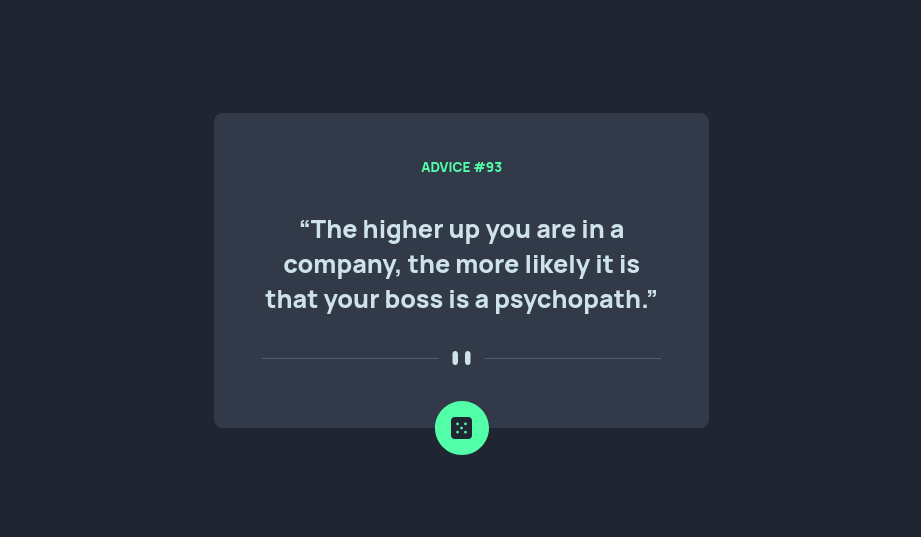 ADVICE #93
“The higher up you are in a
company, the more likely it is
that your boss is a psychopath.”